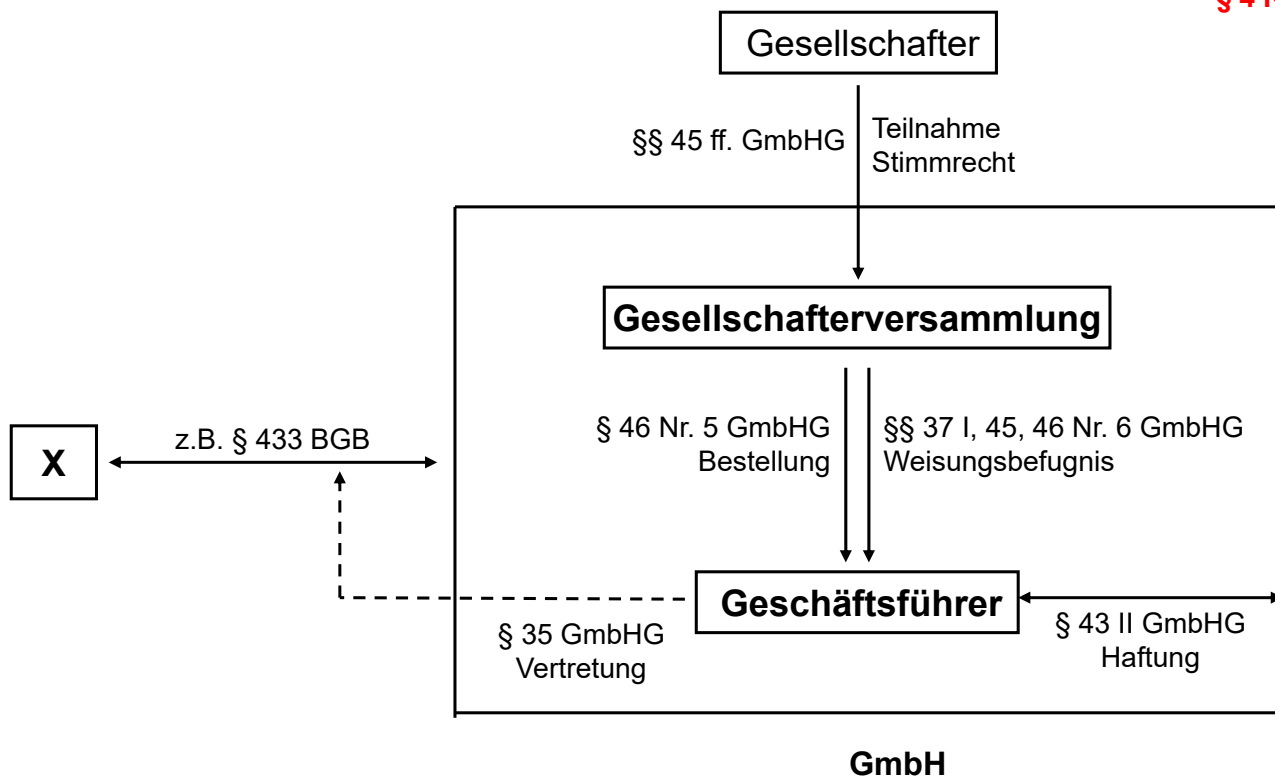 § 4
Gesellschafter
§§ 45 ff. GmbHG
Teilnahme
Stimmrecht
Gesellschafterversammlung
§ 46 Nr. 5 GmbHG
Bestellung
§§ 37 I, 45, 46 Nr. 6 GmbHG
Weisungsbefugnis
X
z.B. § 433 BGB
Geschäftsführer
§ 35 GmbHG
Vertretung
§ 43 II GmbHG
Haftung
GmbH